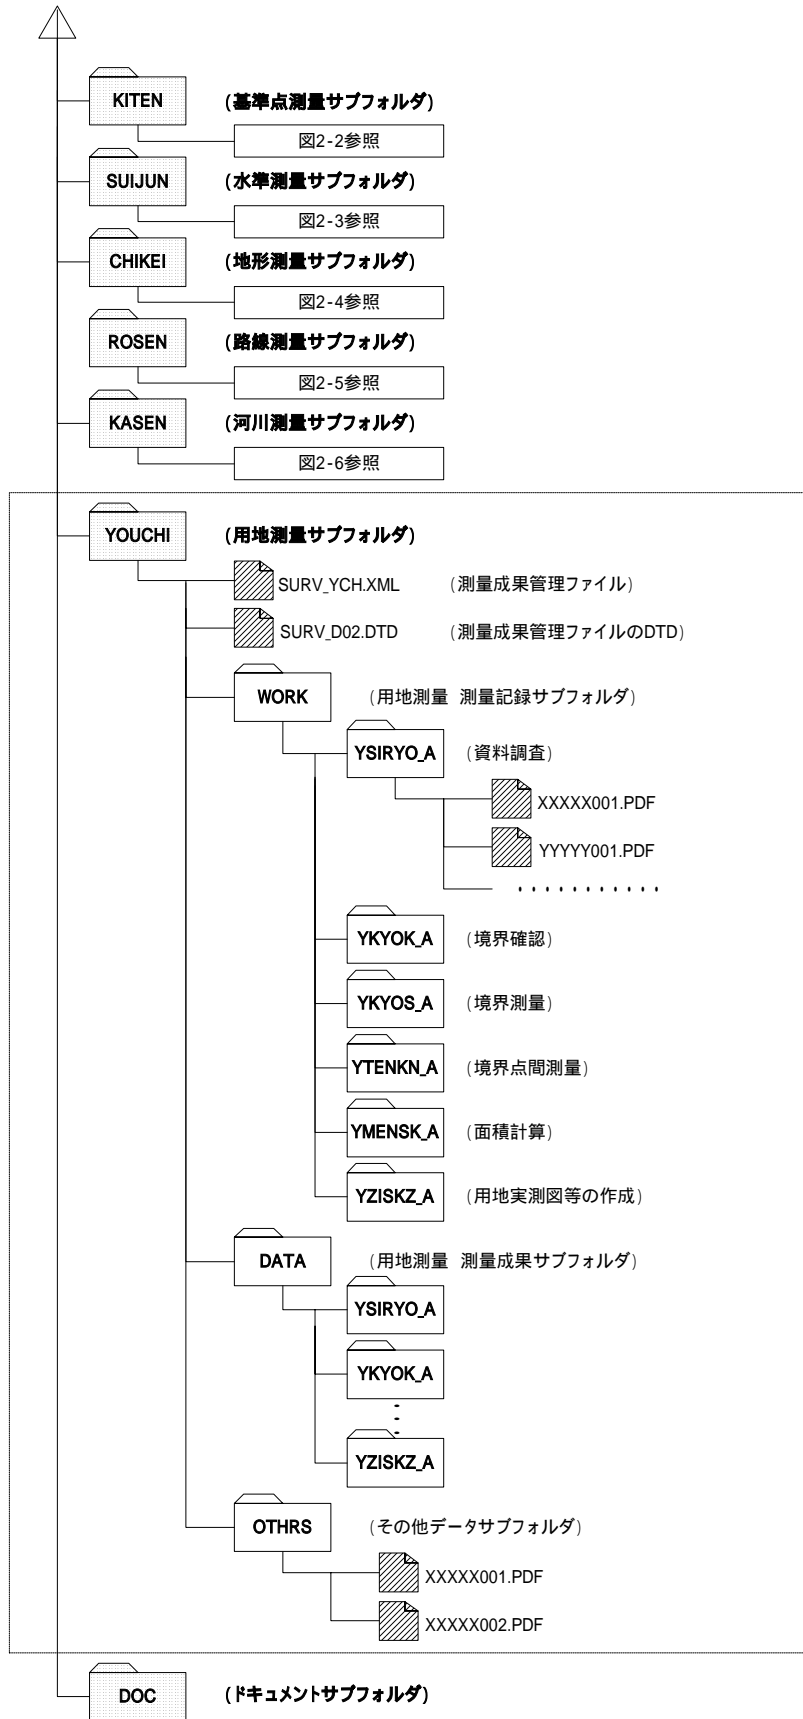 KITEN (基準点測量サブフォルダ)
図2-2参照
SUIJUN (水準測量サブフォルダ)
図2-3参照
CHIKEI (地形測量サブフォルダ)
図2-4参照
ROSEN (路線測量サブフォルダ)
図2-5参照
KASEN (河川測量サブフォルダ)
図2-6参照
YOUCHI (用地測量サブフォルダ)
SURV_YCH.XML (測量成果管理ファイル)
SURV_D02.DTD (測量成果管理ファイルのDTD)
WORK (用地測量 測量記録サブフォルダ)
YSIRYO_A (資料調査)
XXXXX001.PDF
YYYYY001.PDF
・・・・・・・・・・・
YKYOK_A (境界確認)
YKYOS_A (境界測量)
YTENKN_A (境界点間測量)
YMENSK_A (面積計算)
YZISKZ_A (用地実測図等の作成)
DATA (用地測量 測量成果サブフォルダ)
YSIRYO_A
YKYOK_A
YZISKZ_A
OTHRS (その他データサブフォルダ)
XXXXX001.PDF
XXXXX002.PDF
DOC (ドキュメントサブフォルダ)